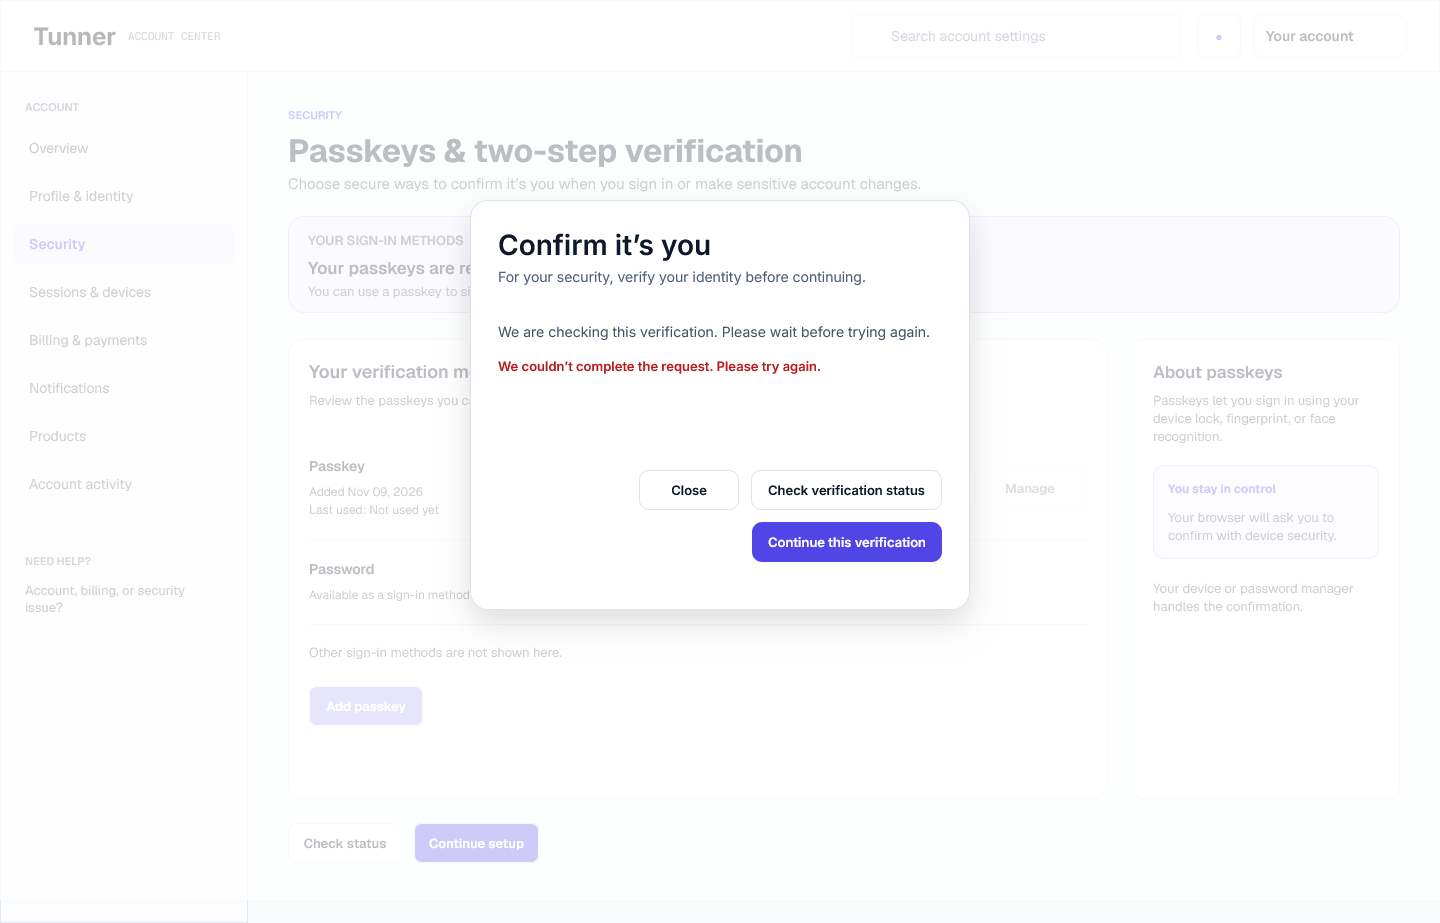 Tunner ACCOUNT CENTER
Search account settings
Your account
ACCOUNT
Overview
Profile & identity
Security
Sessions & devices
Billing & payments
Notifications
Products
Account activity
NEED HELP?
Account, billing, or security
issue?
SECURITY
Passkeys & two-step verification
Choose secure ways to confirm it's you when you sign in or make sensitive account changes.
YOUR SIGN-IN METHODS
Your passkeys are
You can use a passkey to
Your verification
Review the passkeys you
Passkey
Added Nov 09, 2026
Last used: Not used yet
Manage
Password
Available as a sign-in method
Other sign-in methods are not shown here.
Add passkey
About passkeys
Passkeys let you sign in using your
device lock, fingerprint, or face
recognition.
You stay in control
Your browser will ask you to
confirm with device security.
Your device or password manager
handles the confirmation.
Check status
Continue setup
Confirm it’s you
For your security, verify your identity before continuing.
We are checking this verification. Please wait before trying again.
We couldn’t complete the request. Please try again.
Close
Check verification status
Continue this verification